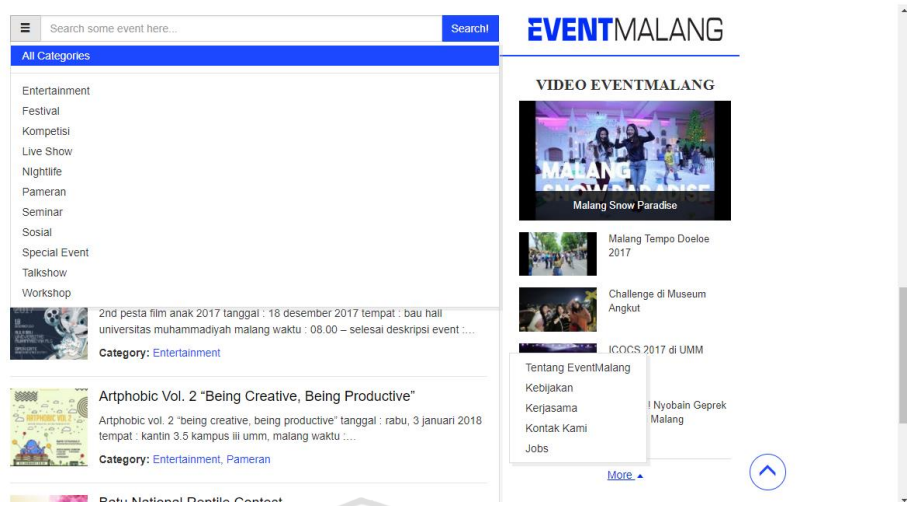 Search some event here...
Search!
All Categories
Entertainment
Festival
Kompetisi
Live Show
NIghtlife
Pameran
Seminar
Sosial
Special Event
Talkshow
Workshop
2nd pesta film anak 2017 tanggal : 18 desember 2017 tempat : bau hall
universitas muhammadiyah malang waktu : 08.00 – selesai deskripsi event :…
Category: Entertainment
Artphobic Vol. 2 “Being Creative, Being Productive”
Artphobic vol. 2 “being creative, being productive” tanggal : rabu, 3 januari 2018
tempat : kantin 3.5 kampus iii umm, malang waktu :…
Category: Entertainment, Pameran
Batu National Reptile Contest
EVENTMALANG
VIDEO EVENTMALANG
MALANG
SNOW PARADISE
Malang Snow Paradise
Malang Tempo Doeloe
2017
Challenge di Museum
Angkut
ICOCS 2017 di UMM
Tentang EventMalang
Kebijakan
Kerjasama
Kontak Kami
Jobs
! Nyobain Geprek
Malang
More